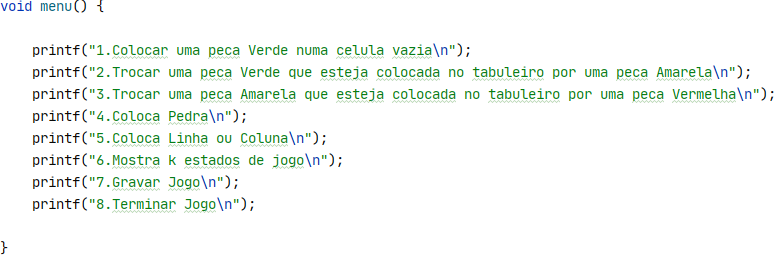 void menu() {
printf("1.Colocar uma peca Verde numa celula vazia\n");
printf("2.Trocar uma peca Verde que esteja colocada no tabuleiro por uma peca Amarela\n");
printf("3.Trocar uma peca Amarela que esteja colocada no tabuleiro por uma peca Vermelha\n");
printf("4.Coloca Pedra\n");
printf("5.Coloca Linha ou Coluna\n");
printf("6.Mostra k estados de jogo\n");
printf("7.Gravar Jogo\n");
printf("8.Terminar Jogo\n");
}